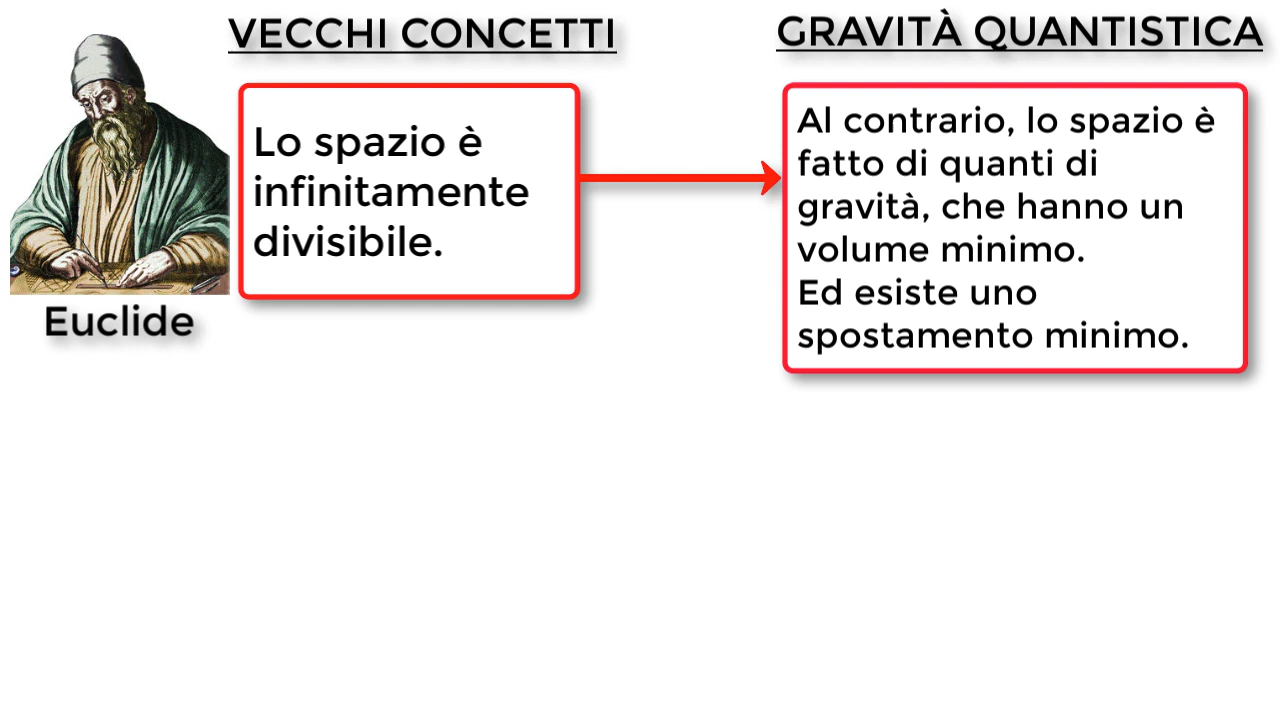 VECCHI CONCETTI
GRAVITÀ QUANTISTICA
Lo spazio è
infinitamente
divisibile.
Al contrario, lo spazio è
fatto di quanti di
gravità, che hanno un
volume minimo.
Ed esiste uno
spostamento minimo.
Euclide